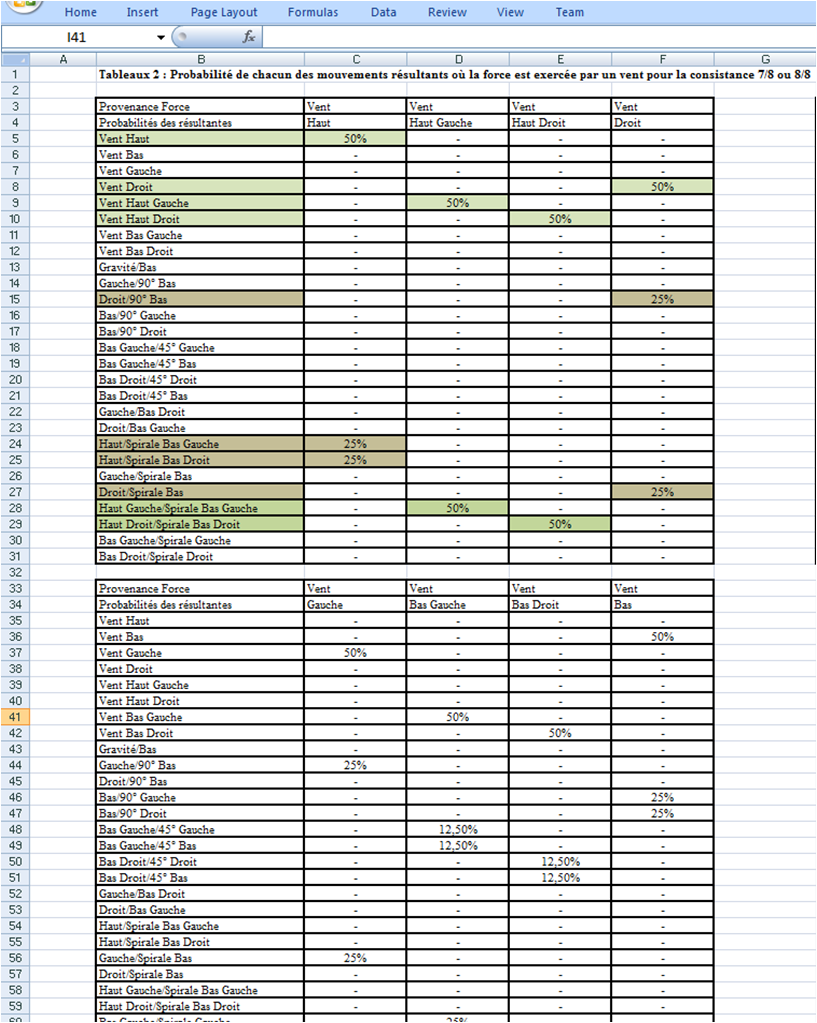 Home Insert Page Layout Formulas Data Review View Team
I41 fx
A B C D E F G
1 Tableaux 2 : Probabilité de chacun des mouvements résultants où la force est exercée par un vent pour la consistance 7/8 ou 8/8
2
3 Provenance Force Vent Vent Vent Vent
4 Probabilités des résultantes Haut Haut Gauche Haut Droit Droit
5 Vent Haut 50% - - -
6 Vent Bas - - - -
7 Vent Gauche - - - -
8 Vent Droit - - - 50%
9 Vent Haut Gauche - 50% - -
10 Vent Haut Droit - - 50% -
11 Vent Bas Gauche - - - -
12 Vent Bas Droit - - - -
13 Gravité/Bas - - - -
14 Gauche/90° Bas - - - -
15 Droit/90° Bas - - - 25%
16 Bas/90° Gauche - - - -
17 Bas/90° Droit - - - -
18 Bas Gauche/45° Gauche - - - -
19 Bas Gauche/45° Bas - - - -
20 Bas Droit/45° Droit - - - -
21 Bas Droit/45° Bas - - - -
22 Gauche/Bas Droit - - - -
23 Droit/Bas Gauche - - - -
24 Haut/Spirale Bas Gauche 25% - - -
25 Haut/Spirale Bas Droit 25% - - -
26 Gauche/Spirale Bas - - - -
27 Droit/Spirale Bas - - - 25%
28 Haut Gauche/Spirale Bas Gauche - 50% - -
29 Haut Droit/Spirale Bas Droit - - 50% -
30 Bas Gauche/Spirale Gauche - - - -
31 Bas Droit/Spirale Droit - - - -
32
33 Provenance Force Vent Vent Vent Vent
34 Probabilités des résultantes Gauche Bas Gauche Bas Droit Bas
35 Vent Haut - - - -
36 Vent Bas - - - 50%
37 Vent Gauche 50% - - -
38 Vent Droit - - - -
39 Vent Haut Gauche - - - -
40 Vent Haut Droit - - - -
41 Vent Bas Gauche - 50% - -
42 Vent Bas Droit - - 50% -
43 Gravité/Bas - - - -
44 Gauche/90° Bas 25% - - -
45 Droit/90° Bas - - - -
46 Bas/90° Gauche - - - 25%
47 Bas/90° Droit - - - 25%
48 Bas Gauche/45° Gauche - 12,50% - -
49 Bas Gauche/45° Bas - 12,50% - -
50 Bas Droit/45° Droit - - 12,50% -
51 Bas Droit/45° Bas - - 12,50% -
52 Gauche/Bas Droit - - - -
53 Droit/Bas Gauche - - - -
54 Haut/Spirale Bas Gauche - - - -
55 Haut/Spirale Bas Droit - - - -
56 Gauche/Spirale Bas 25% - - -
57 Droit/Spirale Bas - - - -
58 Haut Gauche/Spirale Bas Gauche - - - -
59 Haut Droit/Spirale Bas Droit - - - -
60 Bas Gauche/Spirale Gauche - 25% - -